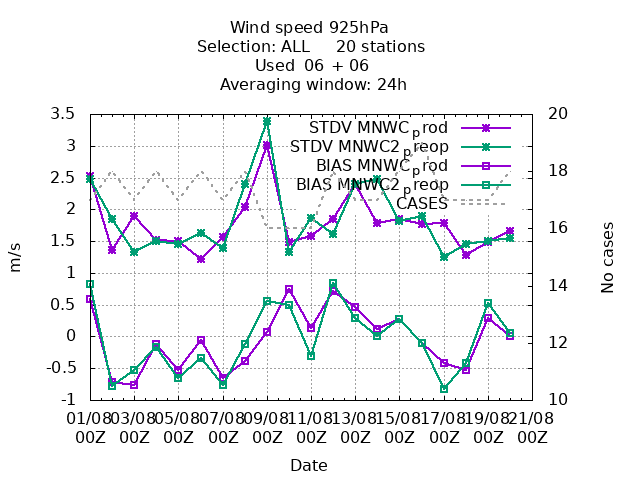 Wind speed 925hPa
Selection: ALL 20 stations
Used 06 + 06
Averaging window: 24h
3.5
3
2.5
2
1.5
1
0.5
0
-0.5
-1
m/s
20
18
16
14
12
10
No cases
STDV MNWC_prod
STDV MNWC2_preop
BIAS MNWC_prod
BIAS MNWC2_preop
CASES
01/08 03/08 05/08 07/08 09/08 11/08 13/08 15/08 17/08 19/08 21/08
00Z 00Z 00Z 00Z 00Z 00Z 00Z 00Z 00Z 00Z 00Z
Date